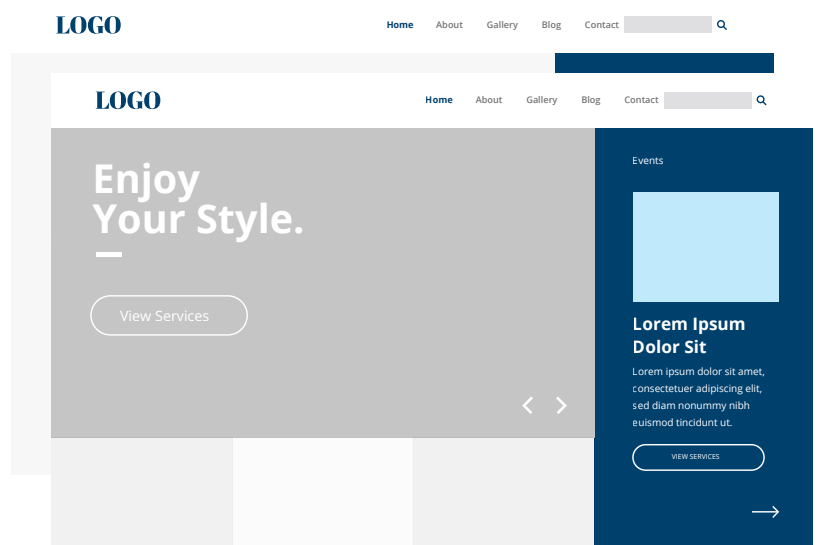 LOGO Home About Gallery Blog Contact
LOGO Home About Gallery Blog Contact
Enjoy
Your Style.
View Services
Events
Lorem Ipsum
Dolor Sit
Lorem ipsum dolor sit amet,
consectetuer adipiscing elit,
sed diam nonummy nibh
euismod tincidunt ut.
VIEW SERVICES